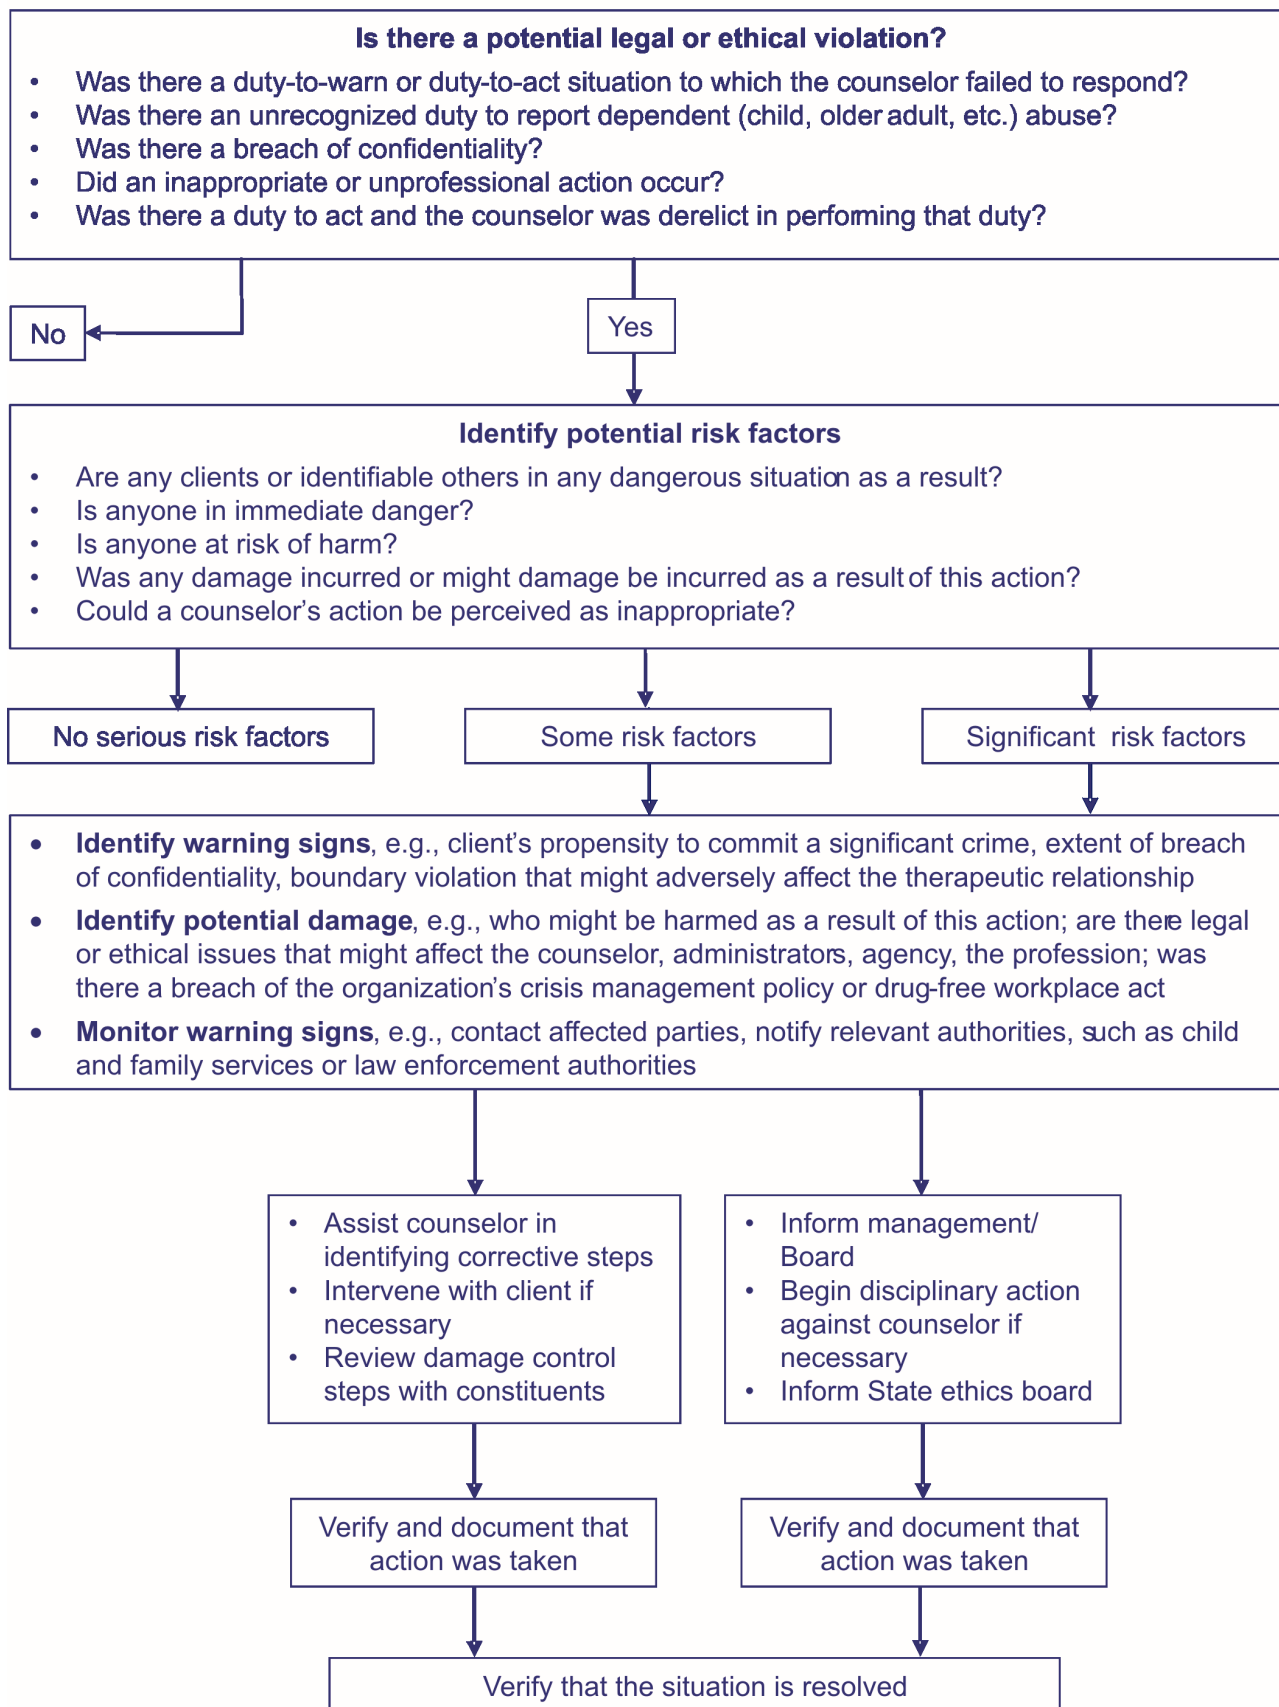 Is there a potential legal or ethical violation?
• Was there a duty-to-warn or duty-to-act situation to which the counselor failed to respond?
• Was there an unrecognized duty to report dependent (child, older adult, etc.) abuse?
• Was there a breach of confidentiality?
• Did an inappropriate or unprofessional action occur?
• Was there a duty to act and the counselor was derelict in performing that duty?
No
Yes
Identify potential risk factors
• Are any clients or identifiable others in any dangerous situation as a result?
• Is anyone in immediate danger?
• Is anyone at risk of harm?
• Was any damage incurred or might damage be incurred as a result of this action?
• Could a counselor’s action be perceived as inappropriate?
No serious risk factors
Some risk factors
Significant risk factors
• Identify warning signs, e.g., client’s propensity to commit a significant crime, extent of breach
of confidentiality, boundary violation that might adversely affect the therapeutic relationship
• Identify potential damage, e.g., who might be harmed as a result of this action; are there legal
or ethical issues that might affect the counselor, administrators, agency, the profession; was
there a breach of the organization’s crisis management policy or drug-free workplace act
• Monitor warning signs, e.g., contact affected parties, notify relevant authorities, such as child
and family services or law enforcement authorities
• Assist counselor in
identifying corrective steps
• Intervene with client if
necessary
• Review damage control
steps with constituents
• Inform management/
Board
• Begin disciplinary action
against counselor if
necessary
• Inform State ethics board
Verify and document that
action was taken
Verify and document that
action was taken
Verify that the situation is resolved